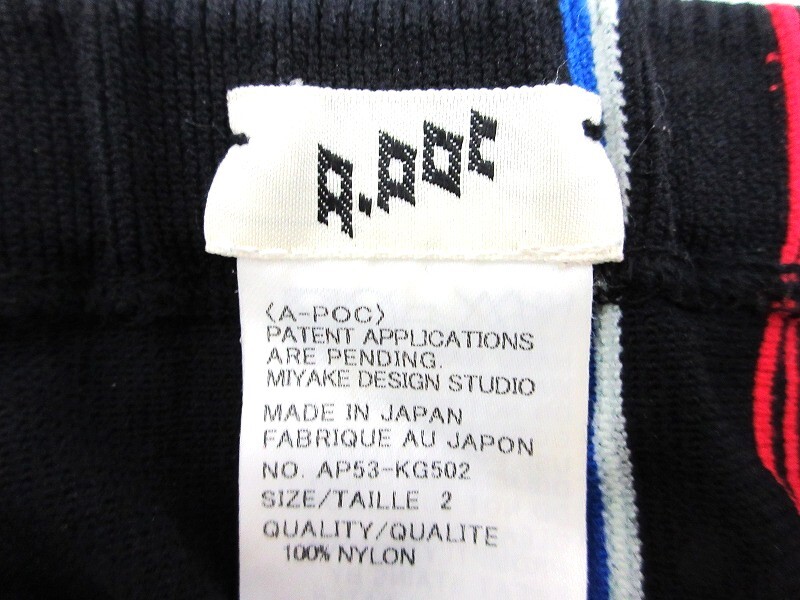 A.POC
(A-POC)
PATENT APPLICATIONS
ARE PENDING.
MIYAKE DESIGN STUDIO
MADE IN JAPAN
FABRIQUE AU JAPON
NO. AP53-KG502
SIZE/TAILLE 2
QUALITY/QUALITE
100% NYLON